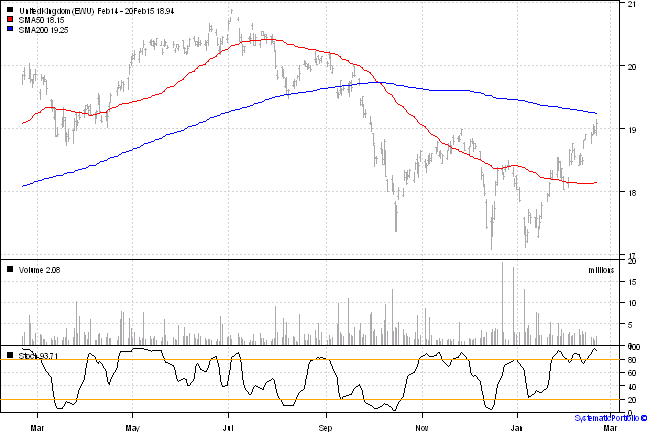 UnitedKingdom (EWU) Feb14 - 20Feb15 18.94
SMA50 18.15
SMA200 19.25
21
20
19
18
17
Volume 2.08
millions
20
15
10
5
0
Stoch 93.71
100
80
60
40
20
0
Mar May Jul Sep Nov Jan Mar
SystematicPortfolio ©